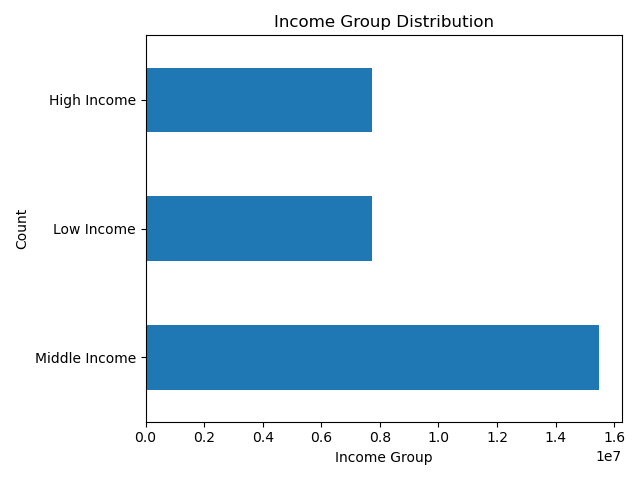 Income Group Distribution
High Income
Low Income
Middle Income
Count
0.0 0.2 0.4 0.6 0.8 1.0 1.2 1.4 1.6
1e7
Income Group